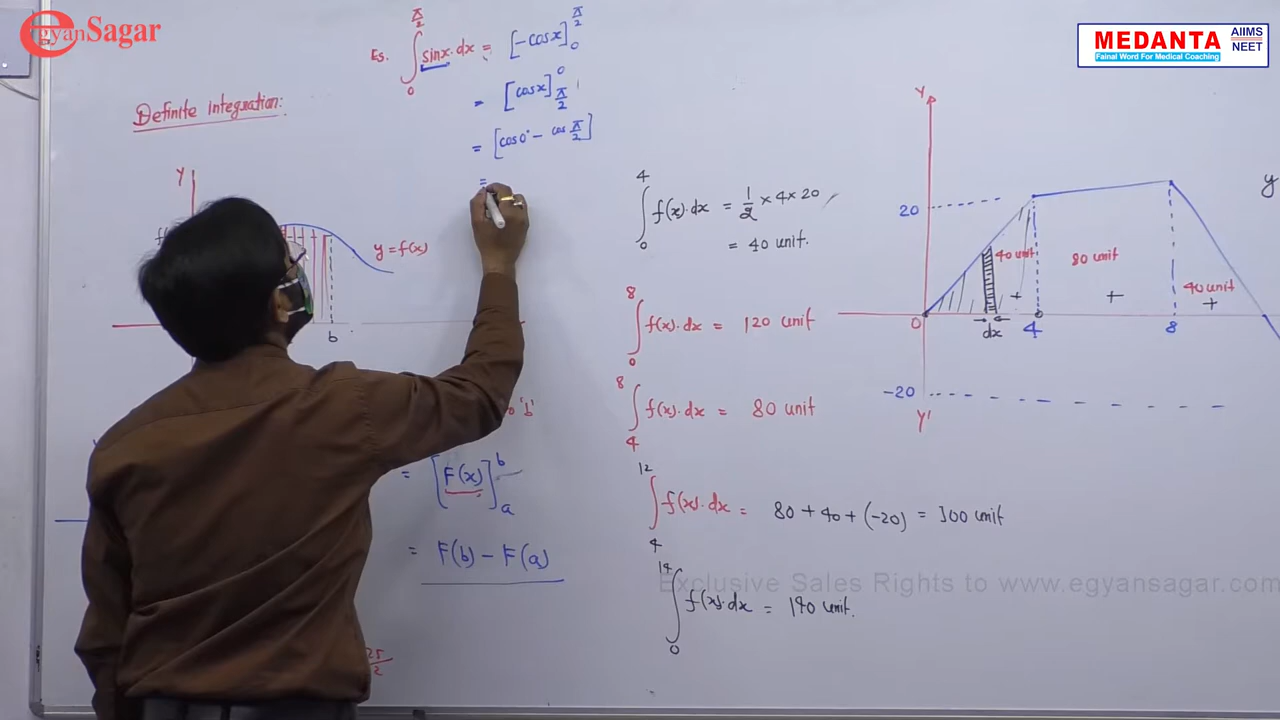 egyanSagar
MEDANTA AIIMS NEET
Fainal Word For Medical Coaching
Definite integration:
Y
y = f(x)
b
Es. ∫₀^{π/2} sinx·dx = [-cosx]₀^{π/2}
= [cosx]_{π/2}^0
= [cos0° - cos π/2]
=
'b'
= [F(x)]ₐᵇ
= F(b) - F(a)
25/2
∫₀⁴ f(x)·dx = 1/2 × 4 × 20
= 40 unit.
∫₀⁸ f(x)·dx = 120 unit
∫₄⁸ f(x)·dx = 80 unit
∫₄¹² f(x)·dx = 80 + 40 + (-20) = 100 unit
∫₀¹⁴ f(x)·dx = 140 unit.
Y
y
20
40 unit
80 unit
40 unit
+ + +
0 dx 4 8
-20
Y'
Exclusive Sales Rights to www.egyansagar.com